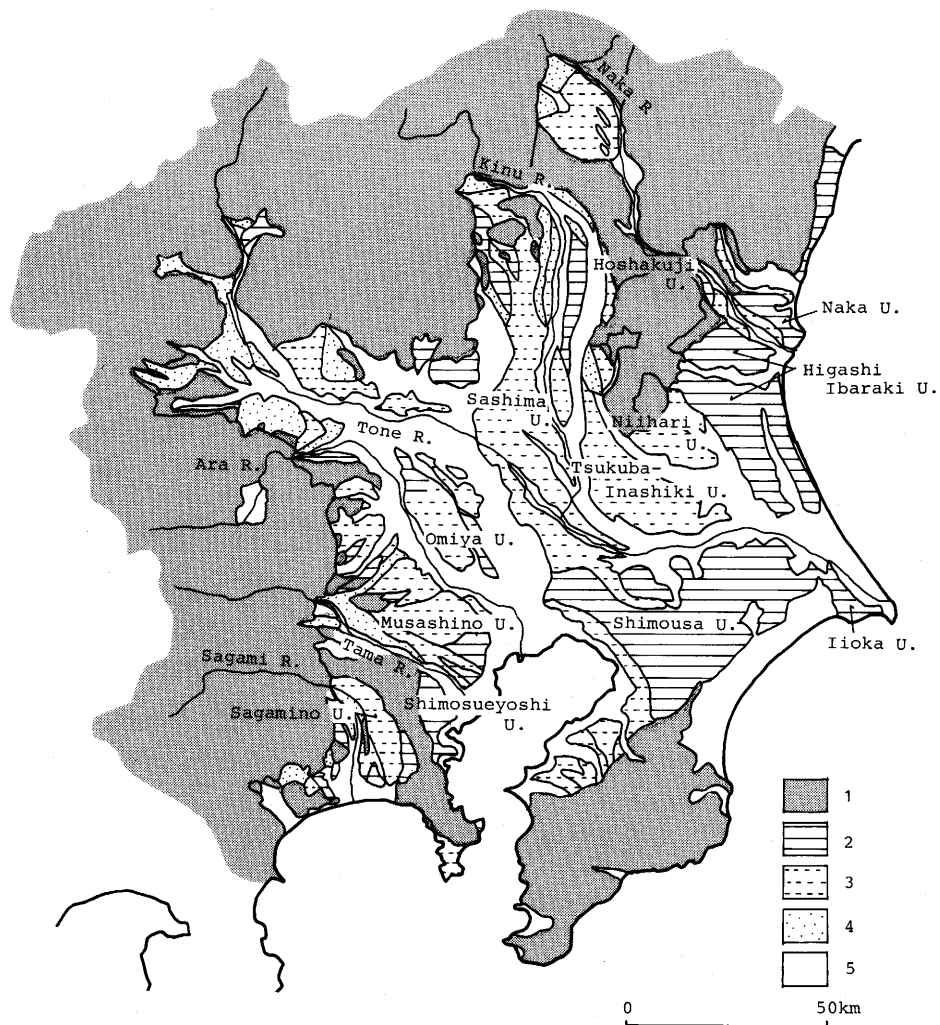 Naka R
Kinu R.
Hoshakuji
U.
Naka U.
Higashi
Ibaraki U.
Sashima
U.
Niihari
U.
Tone R.
Tsukuba-
Inashiki U.
Ara R.
Omiya U.
Musashino U.
Shimousa U.
Iioka U.
Tama R.
Sagami R.
Sagamino U.
Shimosueyoshi
U.
1
2
3
4
5
0 50km